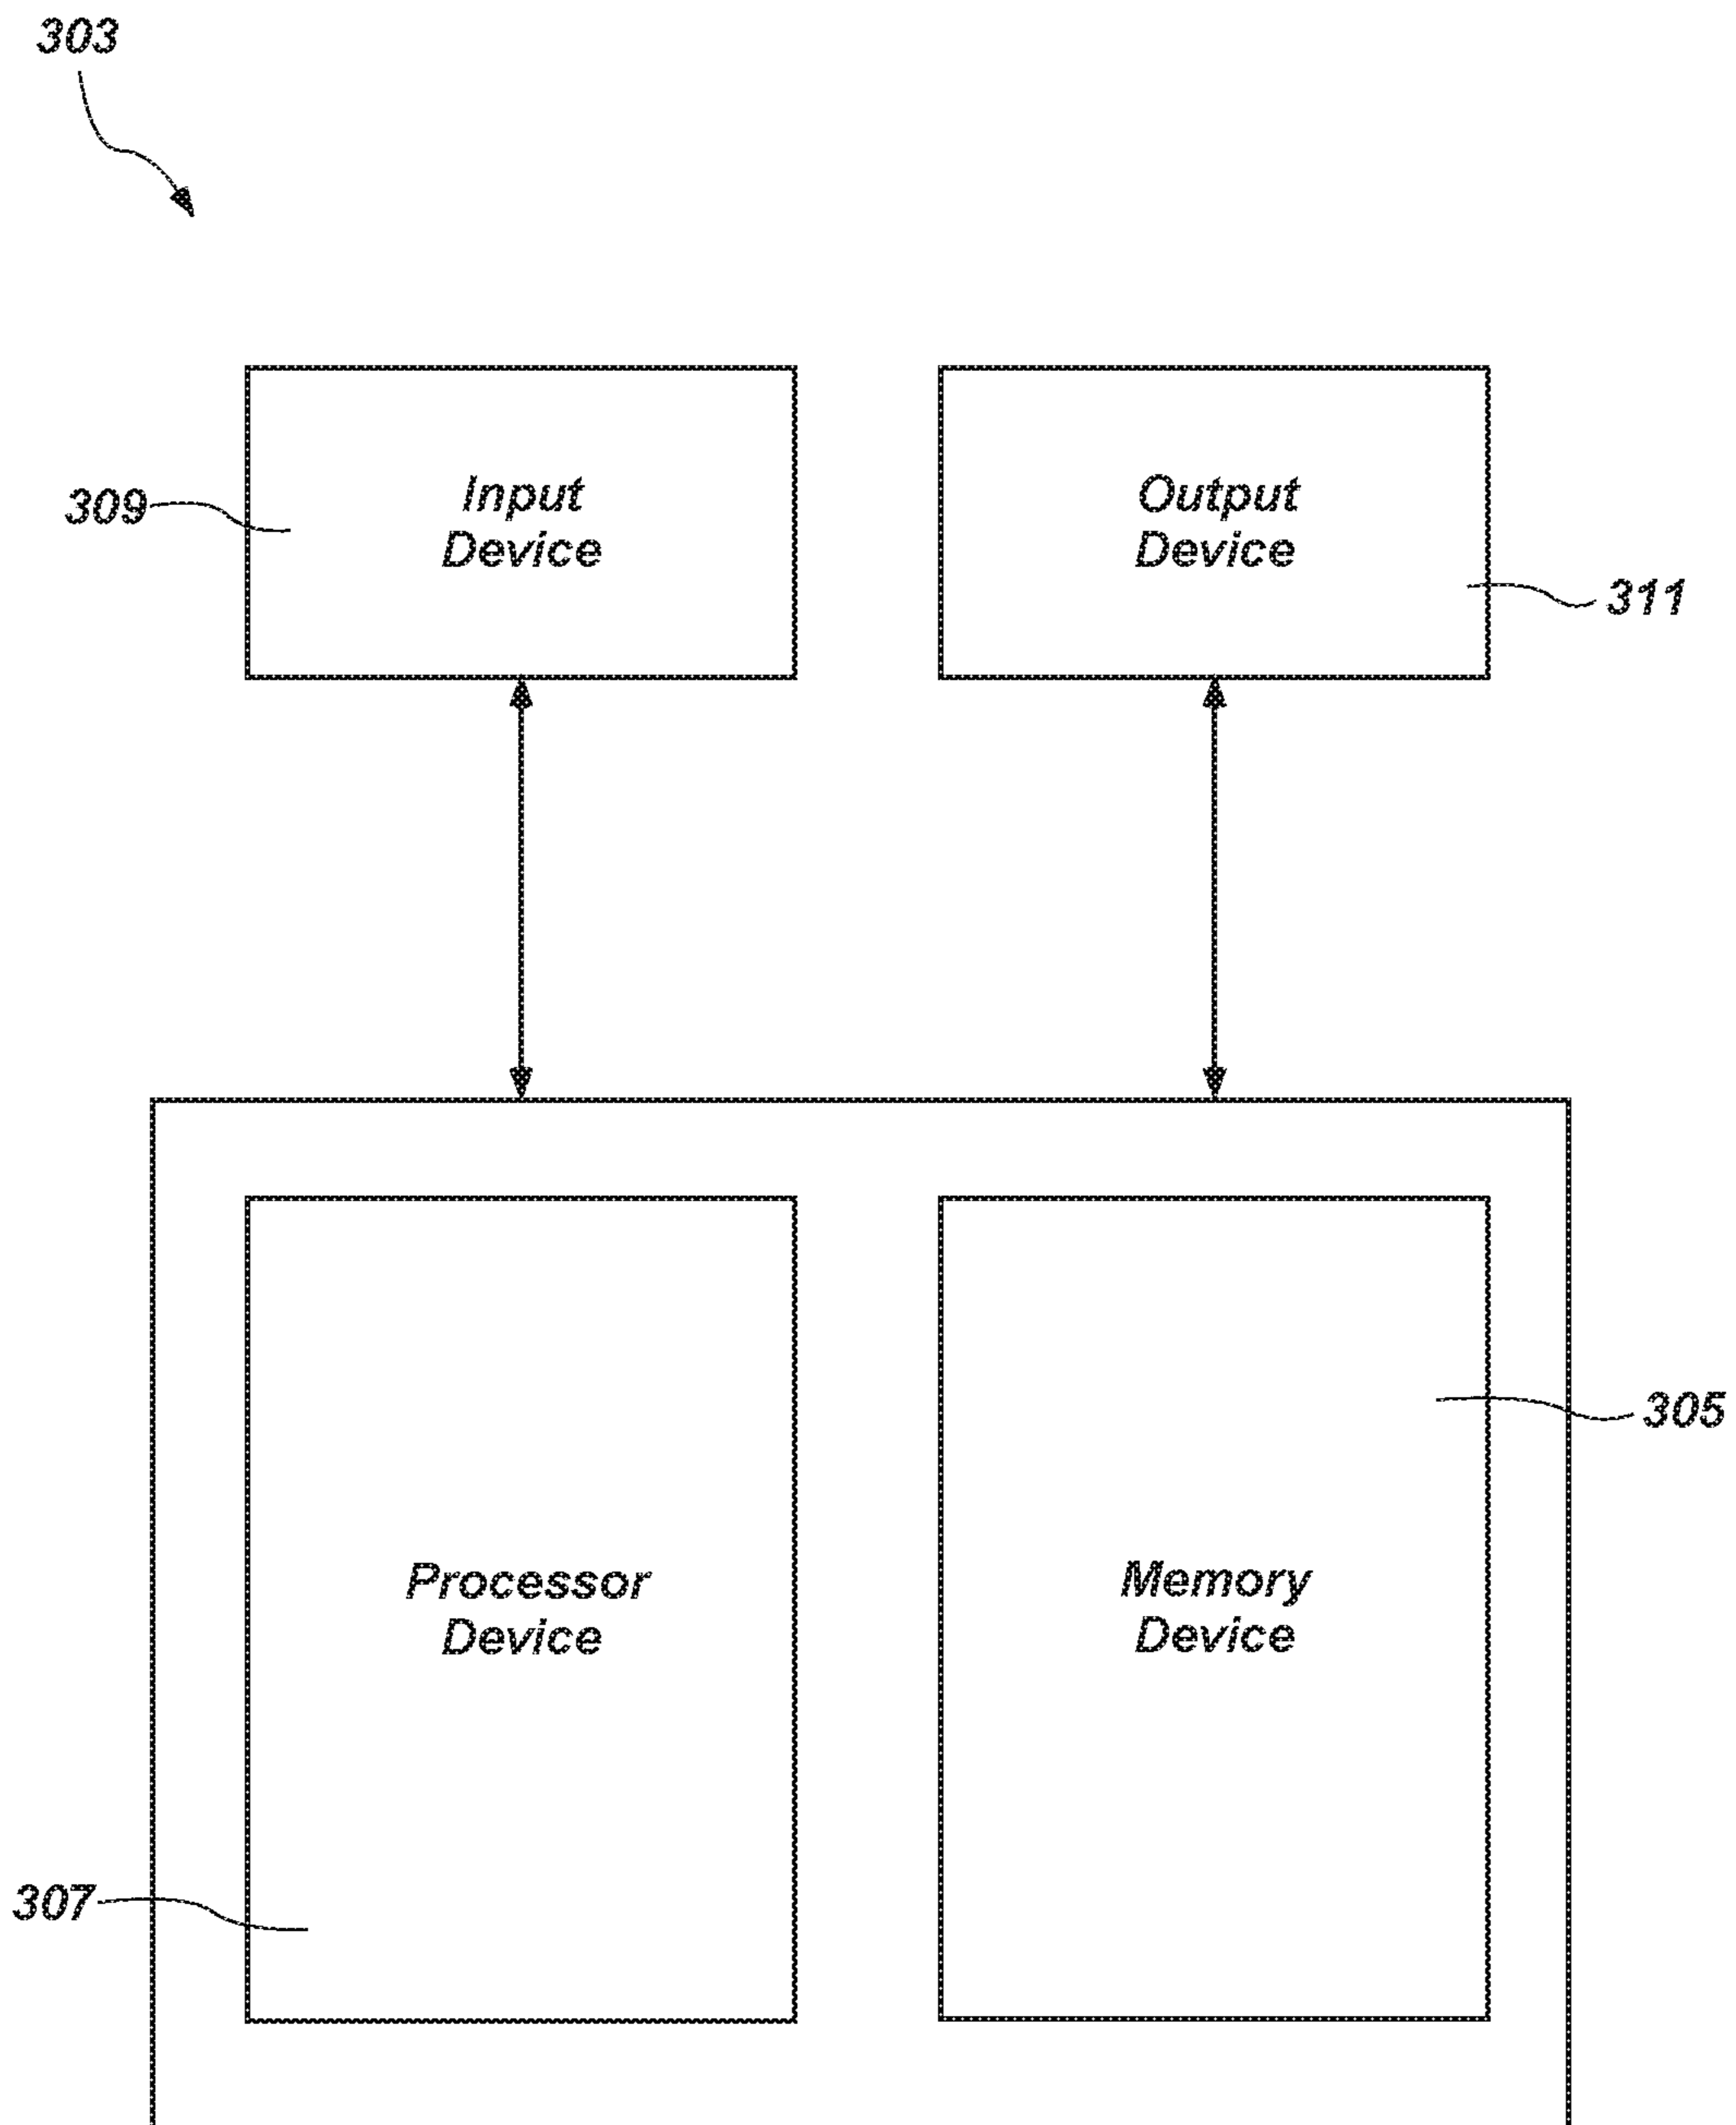 303
309
Input
Device
Output
Device
311
305
Processor
Device
Memory
Device
307